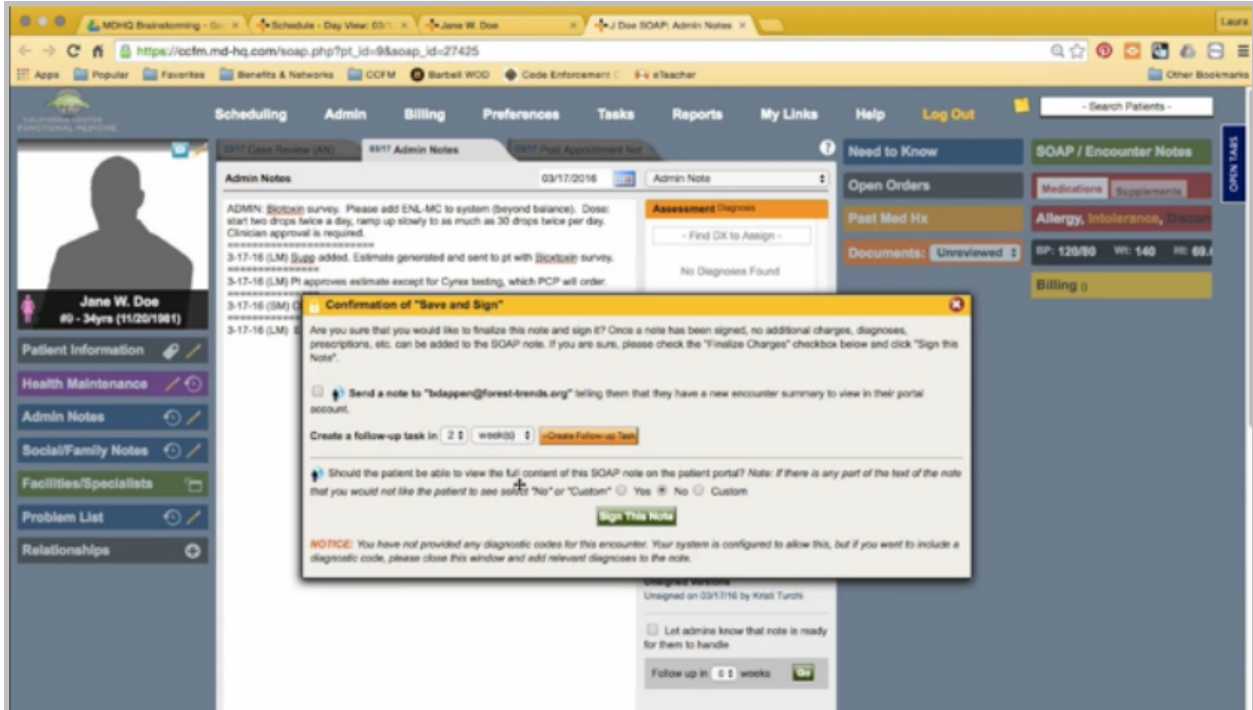 MDHQ Brainstorming - Go
Schedule - Day View: 03/1
Jane W. Doe
J Doe SOAP: Admin Notes
Laura
https://ccfm.md-hq.com/soap.php?pt_id=9&soap_id=27425
Apps
Popular
Favorites
Benefits & Networks
CCFM
Barbell WOD
Code Enforcement C
eTeacher
Other Bookmarks
CALIFORNIA CENTER
FUNCTIONAL MEDICINE
Scheduling
Admin
Billing
Preferences
Tasks
Reports
My Links
Help
Log Out
- Search Patients -
OPEN TABS
03/17 Case Review (AN)
03/17 Admin Notes
03/17 Post Appointment Not
?
Need to Know
SOAP / Encounter Notes
Admin Notes
03/17/2016
Admin Note
Open Orders
Medications
Supplements
ADMIN: Biotoxin survey. Please add ENL-MC to system (beyond balance). Dose:
start two drops twice a day, ramp up slowly to as much as 30 drops twice per day.
Clinician approval is required.
=======================
3-17-16 (LM) Supp added. Estimate generated and sent to pt with Bioxtoxin survey.
3-17-16 (LM) Pt approves estimate except for Cyrex testing, which PCP will order.
3-17-16 (SM) C
3-17-16 (LM) E
Assessment Diagnosis
- Find DX to Assign -
No Diagnoses Found
Past Med Hx
Allergy, Intolerance,
Documents: Unreviewed
BP: 120/80 Wt: 140 Ht: 69.
Billing 0
Jane W. Doe
#9 - 34yrs (11/20/1981)
Patient Information
Health Maintenance
Admin Notes
Social/Family Notes
Facilities/Specialists
Problem List
Relationships
Confirmation of "Save and Sign"
Are you sure that you would like to finalize this note and sign it? Once a note has been signed, no additional charges, diagnoses,
prescriptions, etc. can be added to the SOAP note. If you are sure, please check the "Finalize Charges" checkbox below and click "Sign this
Note".
Send a note to "bdappen@forest-trends.org" telling them that they have a new encounter summary to view in their portal
account.
Create a follow-up task in 2 week(s) -Create Follow-up Task
Should the patient be able to view the full content of this SOAP note on the patient portal? Note: If there is any part of the text of the note
that you would not like the patient to see select "No" or "Custom" Yes No Custom
Sign This Note
NOTICE: You have not provided any diagnostic codes for this encounter. Your system is configured to allow this, but if you want to include a
diagnostic code, please close this window and add relevant diagnoses to the note.
Unsigned Versions
Unsigned on 03/17/16 by Kristi Turchi
Let admins know that note is ready
for them to handle
Follow up in 6 weeks Go